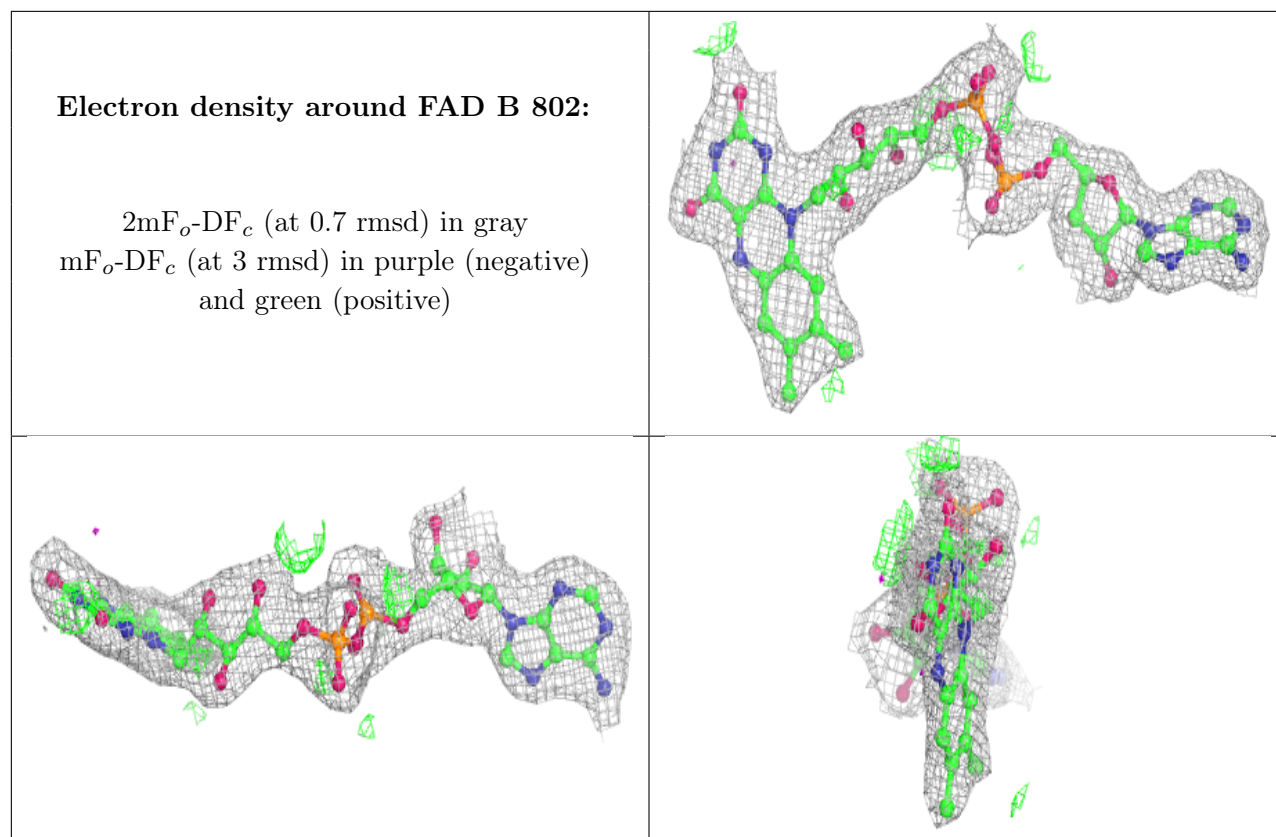 Electron density around FAD B 802:
2mFo-DFc (at 0.7 rmsd) in gray
mFo-DFc (at 3 rmsd) in purple (negative)
and green (positive)